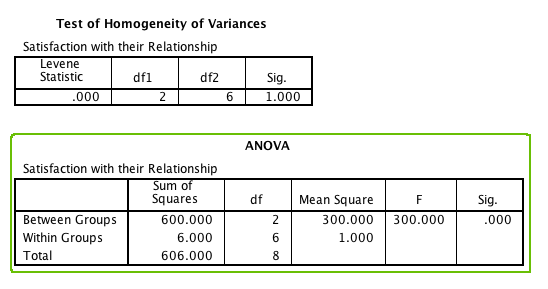 Test of Homogeneity of Variances
Satisfaction with their Relationship
Levene Statistic df1 df2 Sig.
.000 2 6 1.000
ANOVA
Satisfaction with their Relationship
Sum of Squares df Mean Square F Sig.
Between Groups 600.000 2 300.000 300.000 .000
Within Groups 6.000 6 1.000
Total 606.000 8